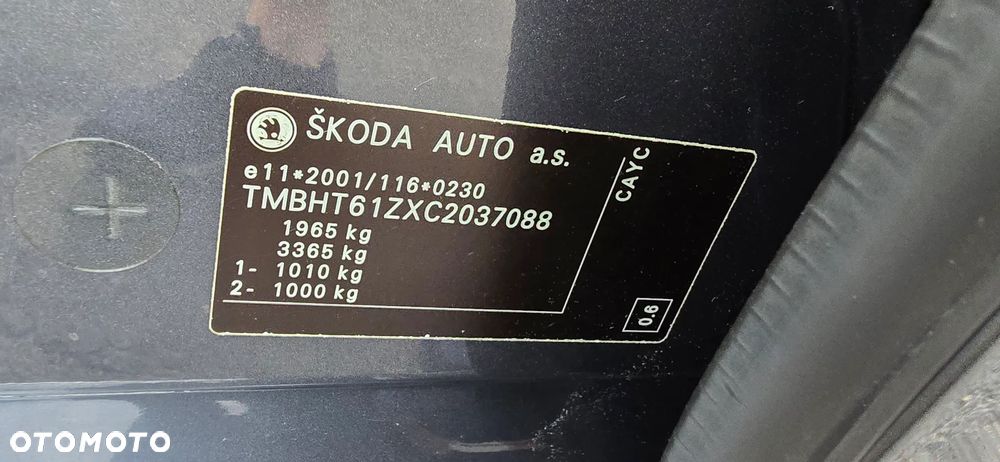 ŠKODA AUTO a.s.
e11*2001/116*0230
TMBHT61ZXC2037088
1965 kg
3365 kg
1- 1010 kg
2- 1000 kg
CAYC
0.6
OTOMOTO